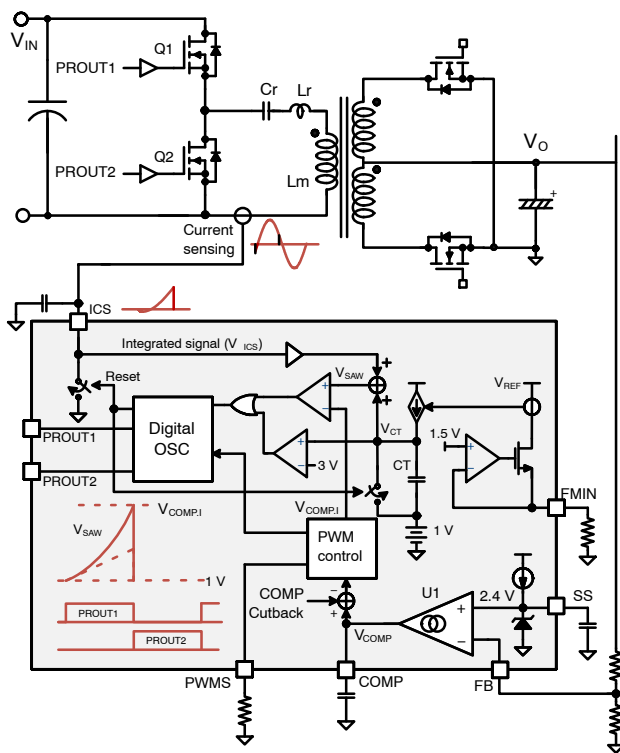 VIN
Q1
PROUT1
Cr
Lr
VO
+
Q2
PROUT2
Lm
Current
sensing
ICS
Integrated signal (VICS)
+
Reset
VSAW
+
VREF
PROUT1
Digital
OSC
+
−
VCT
1.5 V
+
−
+
−
3 V
CT
PROUT2
FMIN
VCOMP.I
VCOMP.I
VSAW
PWM
control
1 V
1 V
−
COMP
Cutback
+
U1
2.4 V
SS
PROUT1
+
PROUT2
VCOMP
−
PWMS
COMP
FB